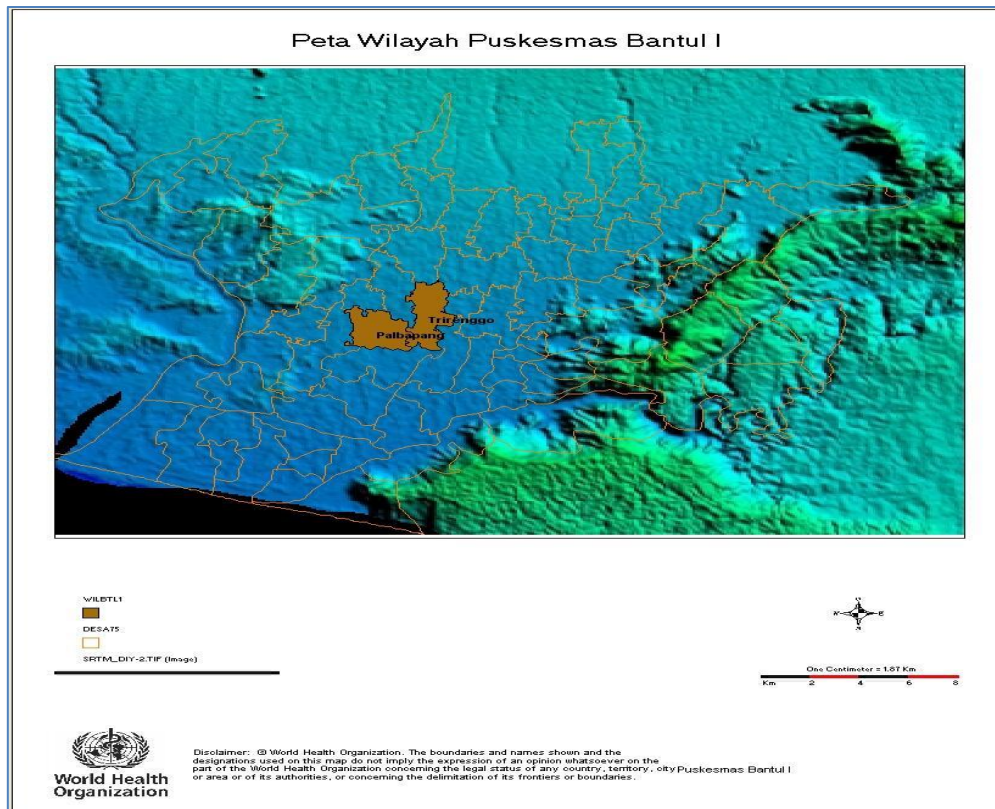 Peta Wilayah Puskesmas Bantul I
Trirenggo
Palbapang
WILBTL1
DESA75
SRTM_DIY-2.TIF (Image)
One Centimeter = 1.87 Km
Km 2 4 6 8
World Health
Organization
Disclaimer: © World Health Organization. The boundaries and names shown and the
designations used on this map do not imply the expression of an opinion whatsoever on the
part of the World Health Organization concerning the legal status of any country, territory, city Puskesmas Bantul I
or area or of its authorities, or concerning the delimitation of its frontiers or boundaries.